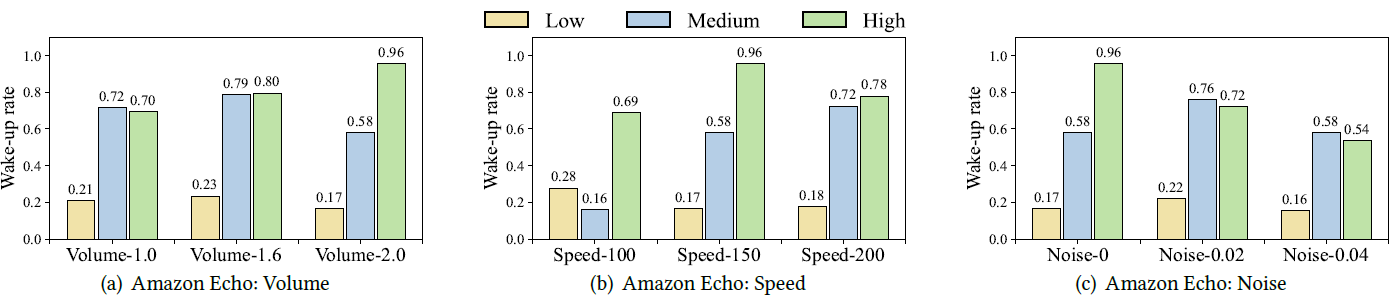 Low Medium High
Wake-up rate
1.0
0.8
0.6
0.4
0.2
0.0
0.21 0.72 0.70
0.23 0.79 0.80
0.17 0.58 0.96
Volume-1.0 Volume-1.6 Volume-2.0
(a) Amazon Echo: Volume
Wake-up rate
1.0
0.8
0.6
0.4
0.2
0.0
0.28 0.16 0.69
0.17 0.58 0.96
0.18 0.72 0.78
Speed-100 Speed-150 Speed-200
(b) Amazon Echo: Speed
Wake-up rate
1.0
0.8
0.6
0.4
0.2
0.0
0.17 0.58 0.96
0.22 0.76 0.72
0.16 0.58 0.54
Noise-0 Noise-0.02 Noise-0.04
(c) Amazon Echo: Noise